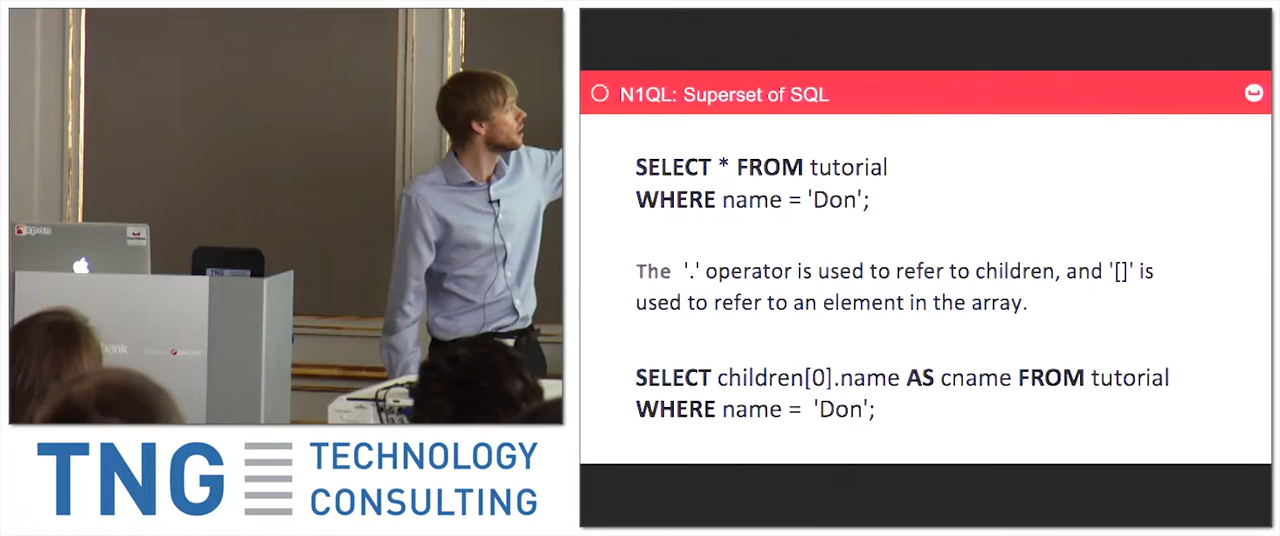 TNG
bank
TNG
TECHNOLOGY
CONSULTING
N1QL: Superset of SQL
SELECT * FROM tutorial
WHERE name = 'Don';
The '.' operator is used to refer to children, and '[]' is
used to refer to an element in the array.
SELECT children[0].name AS cname FROM tutorial
WHERE name = 'Don';